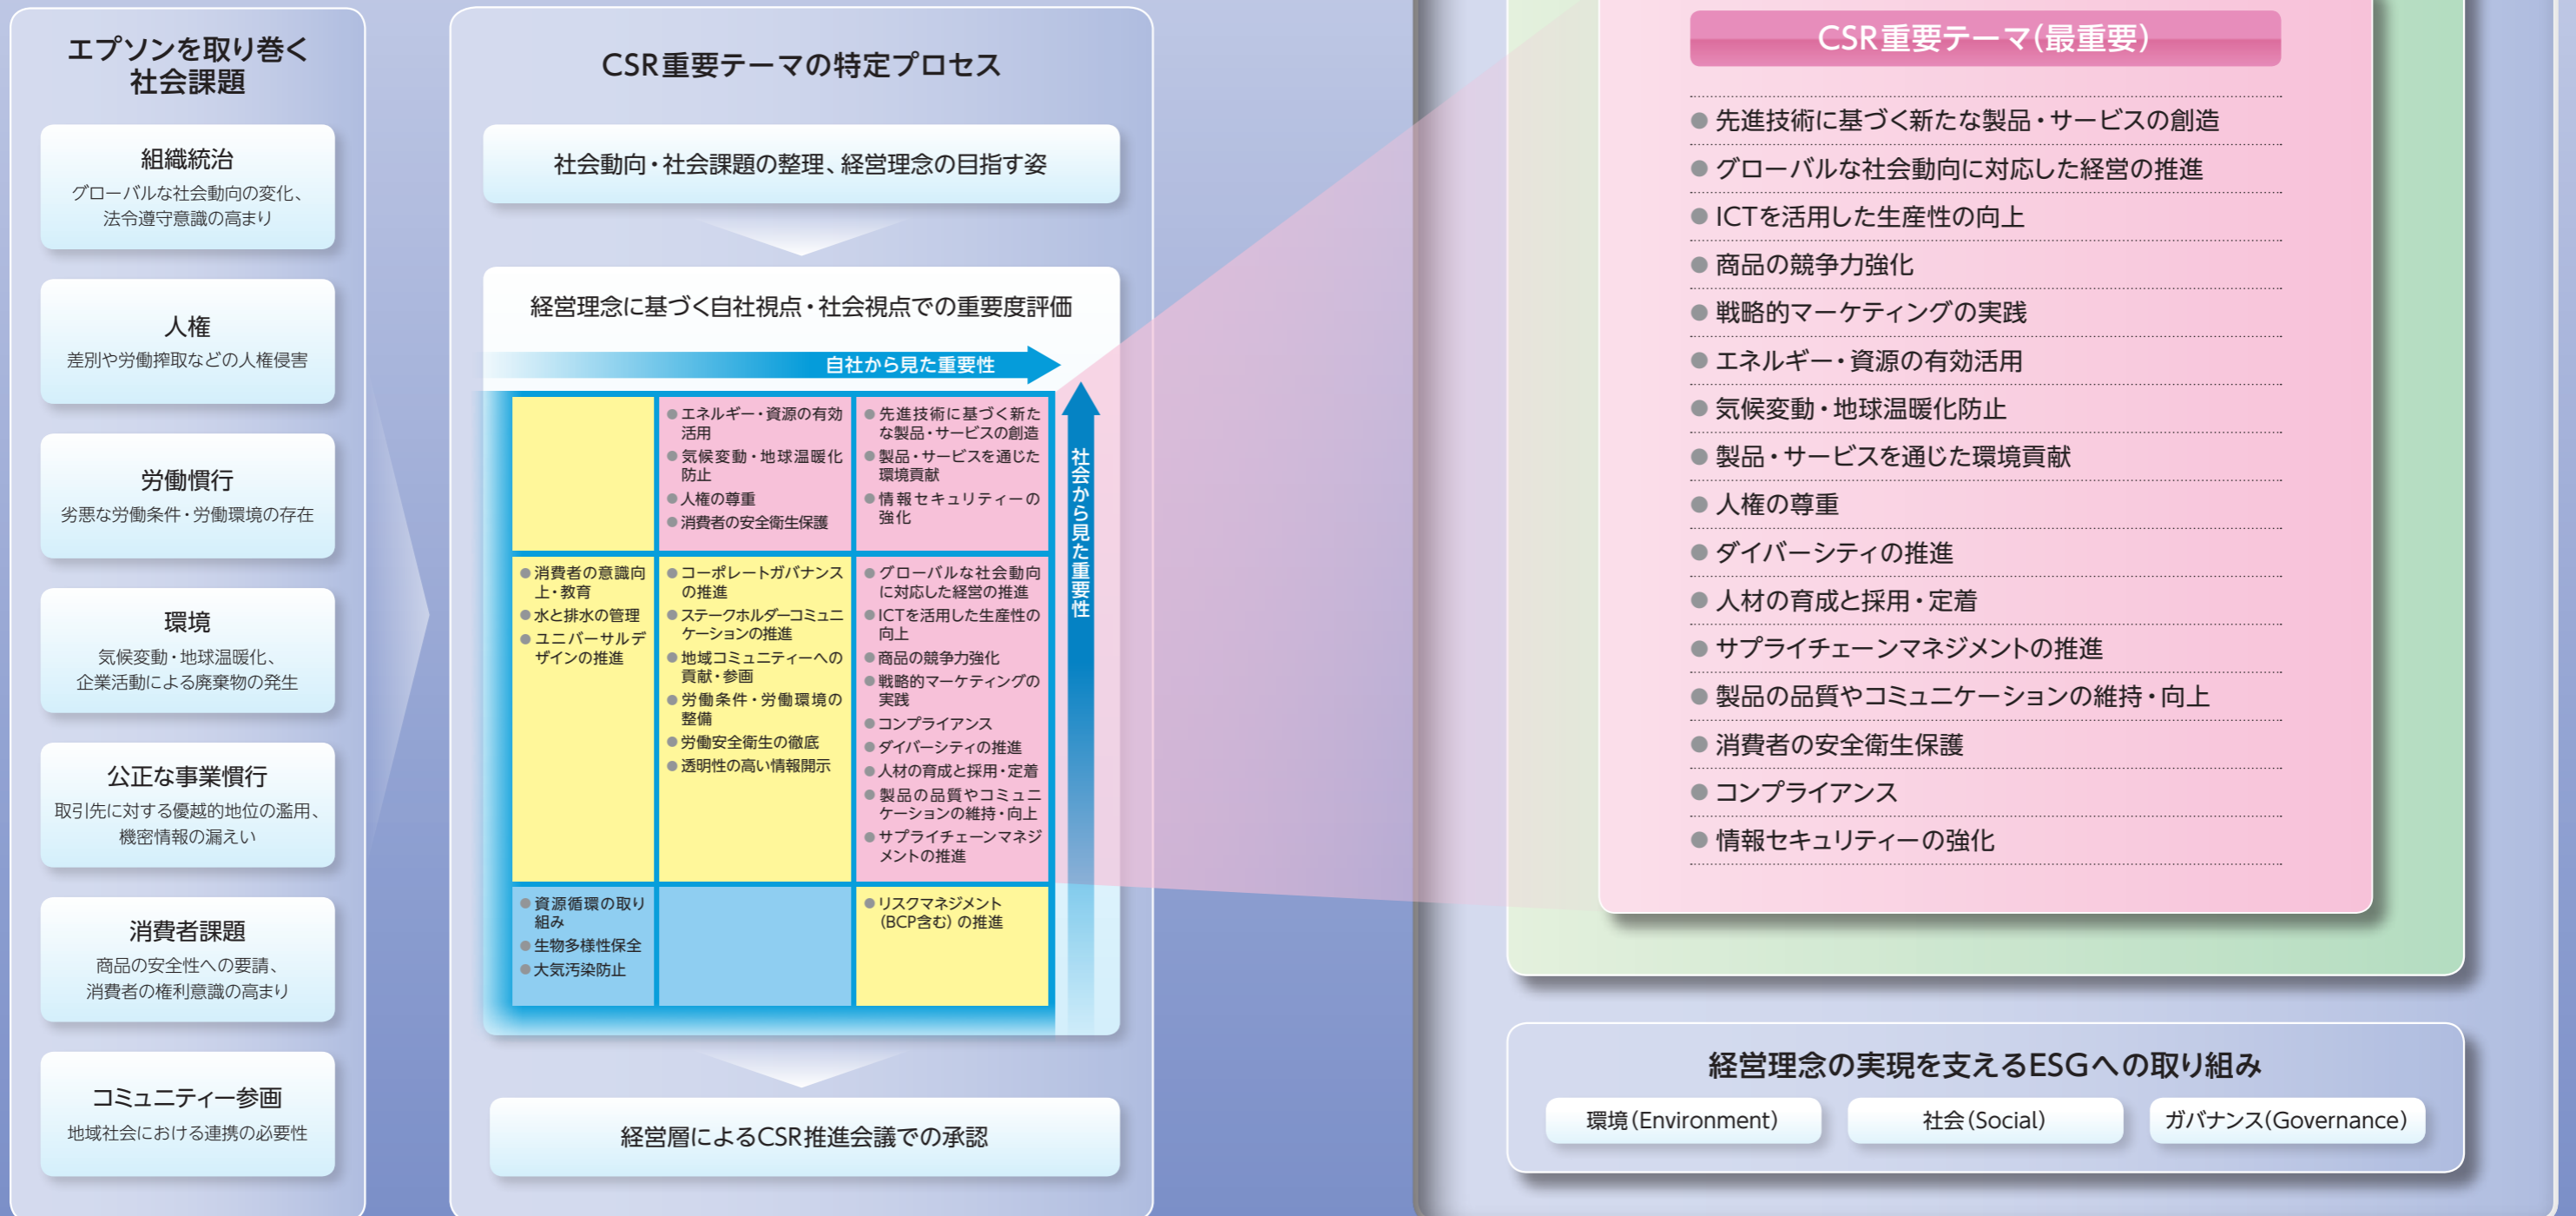 エプソンを取り巻く
社会課題
組織統治
グローバルな社会動向の変化、
法令遵守意識の高まり
人権
差別や労働搾取などの人権侵害
労働慣行
劣悪な労働条件・労働環境の存在
環境
気候変動・地球温暖化、
企業活動による廃棄物の発生
公正な事業慣行
取引先に対する優越的地位の濫用、
機密情報の漏えい
消費者課題
商品の安全性への要請、
消費者の権利意識の高まり
コミュニティー参画
地域社会における連携の必要性
CSR重要テーマの特定プロセス
社会動向・社会課題の整理、経営理念の目指す姿
経営理念に基づく自社視点・社会視点での重要度評価
自社から見た重要性
社会から見た重要性
●エネルギー・資源の有効
活用
●気候変動・地球温暖化
防止
●人権の尊重
●消費者の安全衛生保護
●先進技術に基づく新た
な製品・サービスの創造
●製品・サービスを通じた
環境貢献
●情報セキュリティーの
強化
●消費者の意識向
上・教育
●水と排水の管理
●ユニバーサルデ
ザインの推進
●コーポレートガバナンス
の推進
●ステークホルダーコミュニ
ケーションの推進
●地域コミュニティーへの
貢献・参画
●労働条件・労働環境の
整備
●労働安全衛生の徹底
●透明性の高い情報開示
●グローバルな社会動向
に対応した経営の推進
●ICTを活用した生産性の
向上
●商品の競争力強化
●戦略的マーケティングの
実践
●コンプライアンス
●ダイバーシティの推進
●人材の育成と採用・定着
●製品の品質やコミュニ
ケーションの維持・向上
●サプライチェーンマネジ
メントの推進
●資源循環の取り
組み
●生物多様性保全
●大気汚染防止
●リスクマネジメント
(BCP含む)の推進
経営層によるCSR推進会議での承認
CSR重要テーマ(最重要)
●先進技術に基づく新たな製品・サービスの創造
●グローバルな社会動向に対応した経営の推進
●ICTを活用した生産性の向上
●商品の競争力強化
●戦略的マーケティングの実践
●エネルギー・資源の有効活用
●気候変動・地球温暖化防止
●製品・サービスを通じた環境貢献
●人権の尊重
●ダイバーシティの推進
●人材の育成と採用・定着
●サプライチェーンマネジメントの推進
●製品の品質やコミュニケーションの維持・向上
●消費者の安全衛生保護
●コンプライアンス
●情報セキュリティーの強化
経営理念の実現を支えるESGへの取り組み
環境(Environment)
社会(Social)
ガバナンス(Governance)